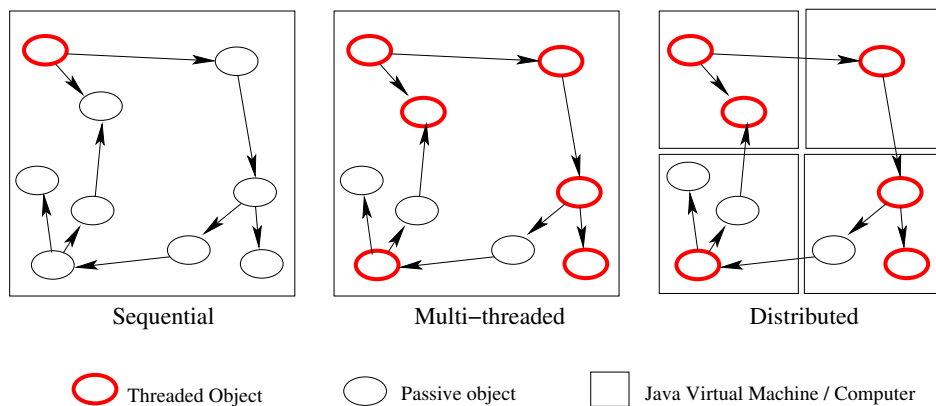 Sequential
Multi−threaded
Distributed
Threaded Object
Passive object
Java Virtual Machine / Computer